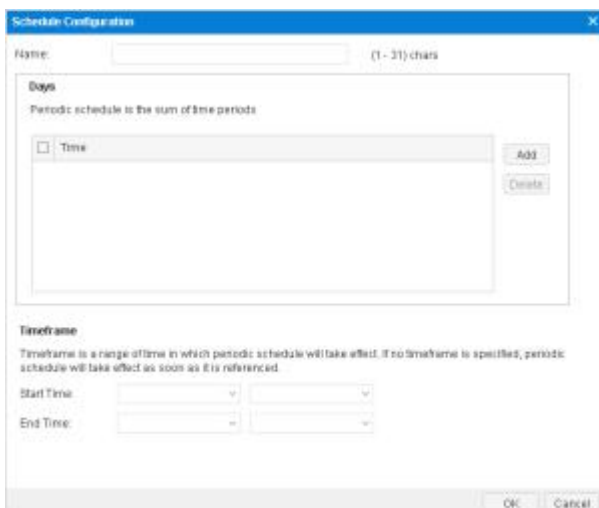 Schedule Configuration
Name: (1 - 31) chars
Days
Periodic schedule is the sum of time periods
Time
Add
Delete
Timeframe
Timeframe is a range of time in which periodic schedule will take effect. If no timeframe is specified, periodic
schedule will take effect as soon as it is referenced.
Start Time:
End Time:
OK Cancel